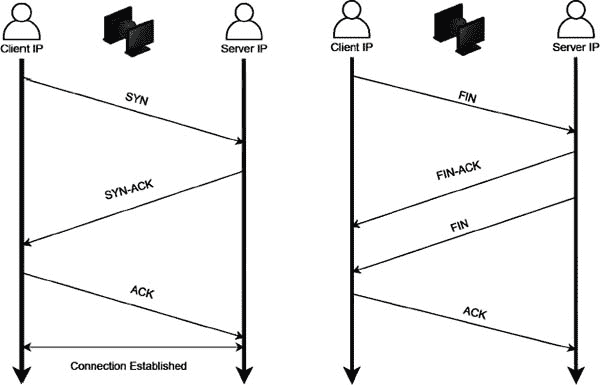 Client IP
Server IP
SYN
SYN-ACK
ACK
Connection Established
Client IP
Server IP
FIN
FIN-ACK
FIN
ACK